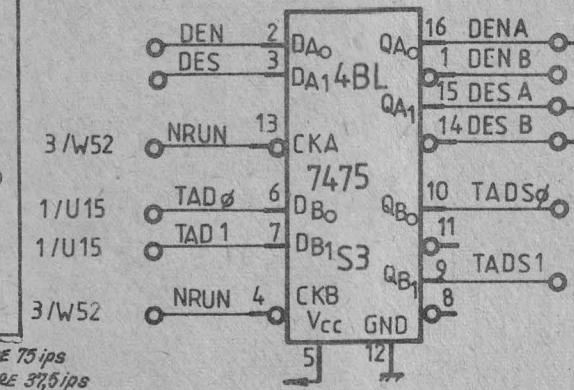 DEN 2 DA0 QA0 16 DENA
1 DEN B
DES 3 DA1 4BL
QA1 15 DES A
14 DES B
3/W52 NRUN 13 CKA
7475
1/U15 TADØ 6 DB0 QB0 10 TADSØ
11
1/U15 TAD1 7 DB1 S3
QB1 9 TADS1
3/W52 NRUN 4 CKB 8
Vcc GND
5 12
75 ips
37,5 ips